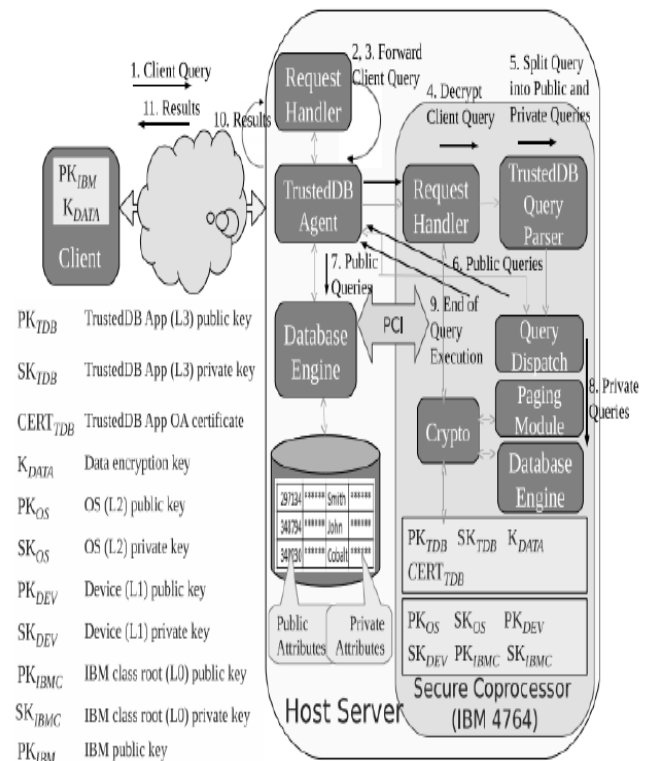 1. Client Query
11. Results
10. Results
2, 3. Forward
Client Query
4. Decrypt
Client Query
5. Split Query
into Public and
Private Queries
Request
Handler
PK_IBM
K_DATA
Client
TrustedDB
Agent
Request
Handler
TrustedDB
Query
Parser
7. Public
Queries
6. Public Queries
9. End of
Query
Execution
Database
Engine
PCI
Query
Dispatch
8. Private
Queries
Paging
Module
Crypto
Database
Engine
297134 ****** Smith ******
340794 ****** John ******
****** Cobalt ******
Public
Attributes
Private
Attributes
PK_TDB SK_TDB K_DATA
CERT_TDB
PK_OS SK_OS PK_DEV
SK_DEV PK_IBMC SK_IBMC
Secure Coprocessor
(IBM 4764)
Host Server
PK_TDB TrustedDB App (L3) public key
SK_TDB TrustedDB App (L3) private key
CERT_TDB TrustedDB App OA certificate
K_DATA Data encryption key
PK_OS OS (L2) public key
SK_OS OS (L2) private key
PK_DEV Device (L1) public key
SK_DEV Device (L1) private key
PK_IBMC IBM class root (L0) public key
SK_IBMC IBM class root (L0) private key
PK_IBM IBM public key